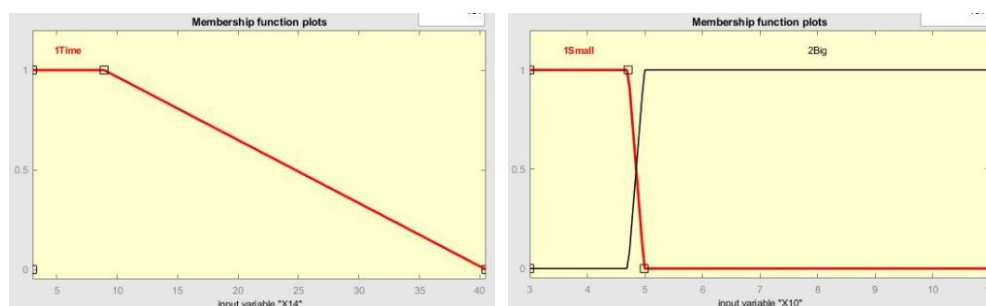 Membership function plots
1Time
1
0.5
0
5 10 15 20 25 30 35 40
input variable "X14"
Membership function plots
1Small 2Big
1
0.5
0
3 4 5 6 7 8 9 10
input variable "X10"